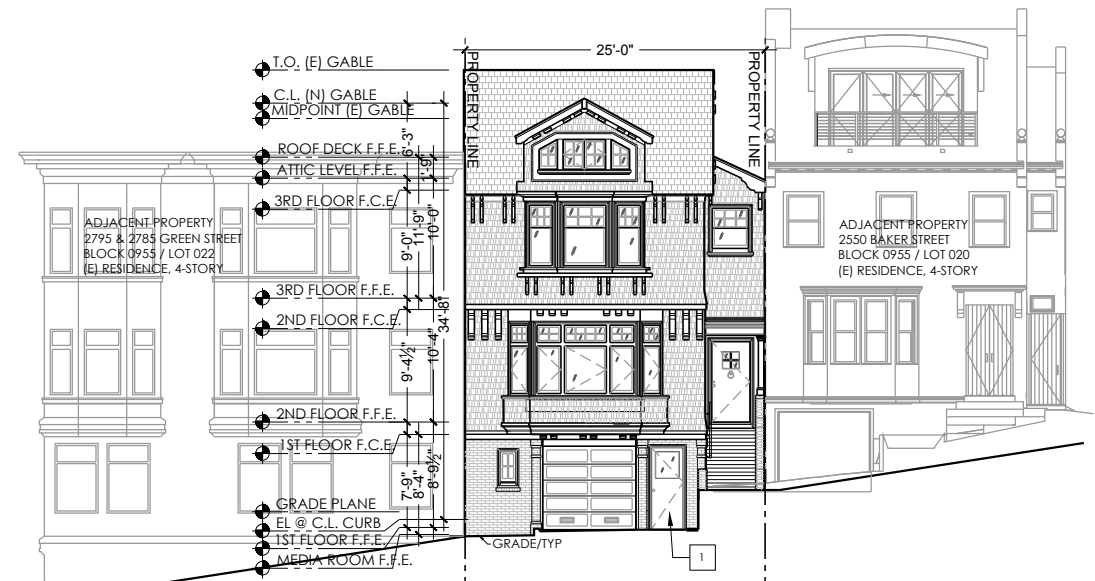 25'-0"
T.O. (E) GABLE
C.L. (N) GABLE
MIDPOINT (E) GABLE
ROOF DECK F.F.E.
ATTIC LEVEL F.F.E.
3RD FLOOR F.C.E.
3RD FLOOR F.F.E.
2ND FLOOR F.C.E.
2ND FLOOR F.F.E.
1ST FLOOR F.C.E.
GRADE PLANE
EL @ C.L. CURB
1ST FLOOR F.F.E.
MEDIA ROOM F.F.E.
6'-3"
9'-0"
11'-9"
10'-0"
34'-8"
9'-4½"
10'-4"
7'-9"
8'-4"
8'-9½"
PROPERTY LINE
PROPERTY LINE
ADJACENT PROPERTY
2795 & 2785 GREEN STREET
BLOCK 0955 / LOT 022
(E) RESIDENCE, 4-STORY
ADJACENT PROPERTY
2550 BAKER STREET
BLOCK 0955 / LOT 020
(E) RESIDENCE, 4-STORY
GRADE/TYP
1